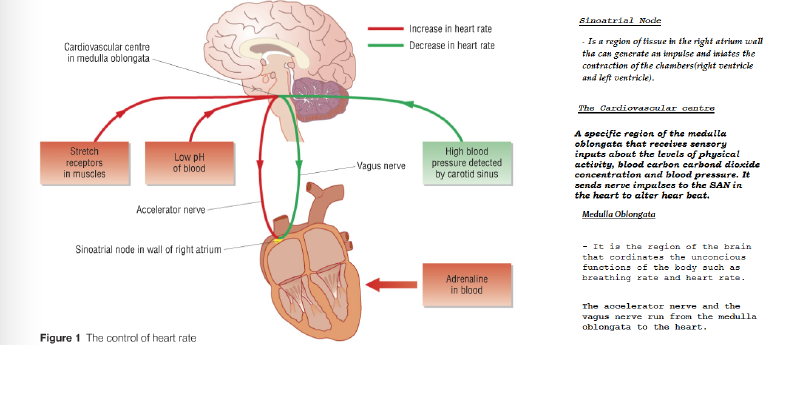 Increase in heart rate
Decrease in heart rate
Cardiovascular centre
in medulla oblongata
Stretch
receptors
in muscles
Low pH
of blood
High blood
pressure detected
by carotid sinus
Vagus nerve
Accelerator nerve
Sinoatrial node in wall of right atrium
Adrenaline
in blood
Figure 1 The control of heart rate
Sinoatrial Node
- Is a region of tissue in the right atrium wall
tha can generate an impulse and iniates the
contraction of the chambers(right ventricle
and left ventricle).
The Cardiovascular centre
A specific region of the medulla
oblongata that receives sensory
inputs about the levels of physical
activity, blood carbon carbond dioxide
concentration and blood pressure. It
sends nerve impulses to the SAN in
the heart to alter hear beat.
Medulla Oblongata
- It is the region of the brain
that cordinates the unconcious
functions of the body such as
breathing rate and heart rate.
The accelerator nerve and the
vagus nerve run from the medulla
oblongata to the heart.